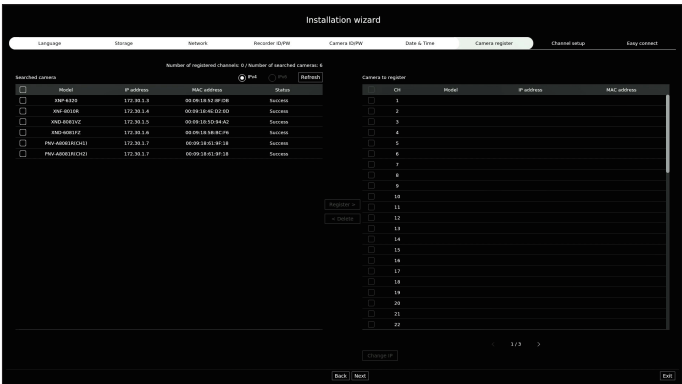 Installation wizard
Language Storage Network Recorder ID/PW Camera ID/PW Date & Time Camera register Channel setup Easy connect
Number of registered channels: 0 / Number of searched cameras: 6
Searched camera IPv4 IPv6 Refresh Camera to register
Model IP address MAC address Status
XNP-6320 172.30.1.3 00:09:18:52:8F:DB Success
XNF-8010R 172.30.1.4 00:09:18:4E:D2:0D Success
XND-8081VZ 172.30.1.5 00:09:18:5D:94:A2 Success
XNO-6081FZ 172.30.1.6 00:09:18:5B:8C:F6 Success
PNV-A8081R(CH1) 172.30.1.7 00:09:18:61:9F:18 Success
PNV-A8081R(CH2) 172.30.1.7 00:09:18:61:9F:18 Success
CH Model IP address MAC address
1
2
3
4
5
6
7
8
9
10
11
12
13
14
15
16
17
18
19
20
21
22
Register >
< Delete
< 1/3 >
Change IP
Back Next Exit